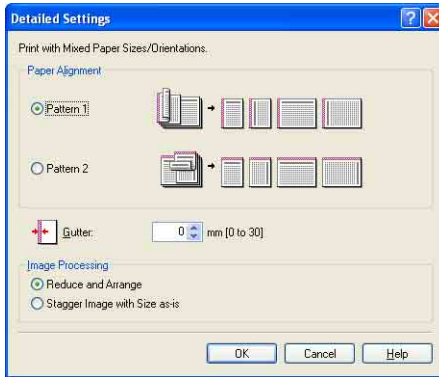 Detailed Settings
Print with Mixed Paper Sizes/Orientations.
Paper Alignment
Pattern 1
Pattern 2
Gutter:
0 mm [0 to 30]
Image Processing
Reduce and Arrange
Stagger Image with Size as-is
OK Cancel Help